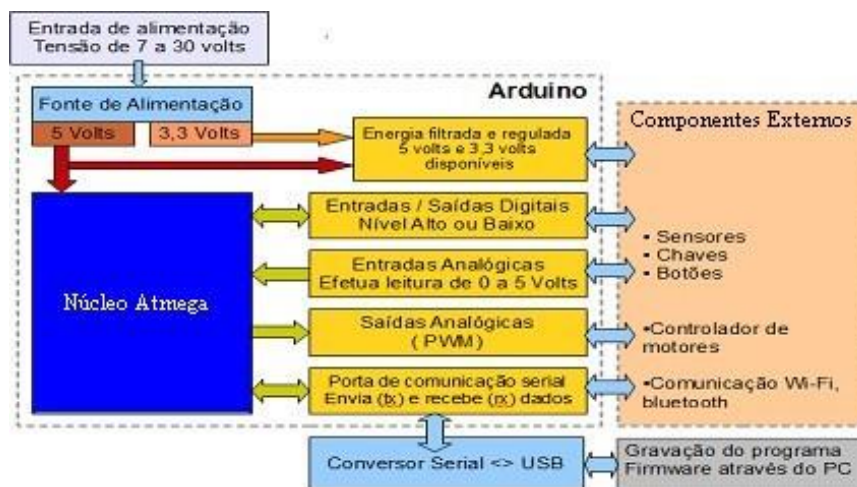 Entrada de alimentação
Tensão de 7 a 30 volts
Arduino
Fonte de Alimentação
5 Volts
3,3 Volts
Energia filtrada e regulada
5 volts e 3,3 volts
disponíveis
Componentes Externos
Núcleo Atmega
Entradas / Saídas Digitais
Nível Alto ou Baixo
Entradas Analógicas
Efetua leitura de 0 a 5 Volts
• Sensores
• Chaves
• Botões
Saídas Analógicas
( PWM)
•Controlador de
motores
Porta de comunicação serial
Envia (tx) e recebe (rx) dados
•Comunicação Wi-Fi,
bluetooth
Conversor Serial <> USB
Gravação do programa
Firmware através do PC